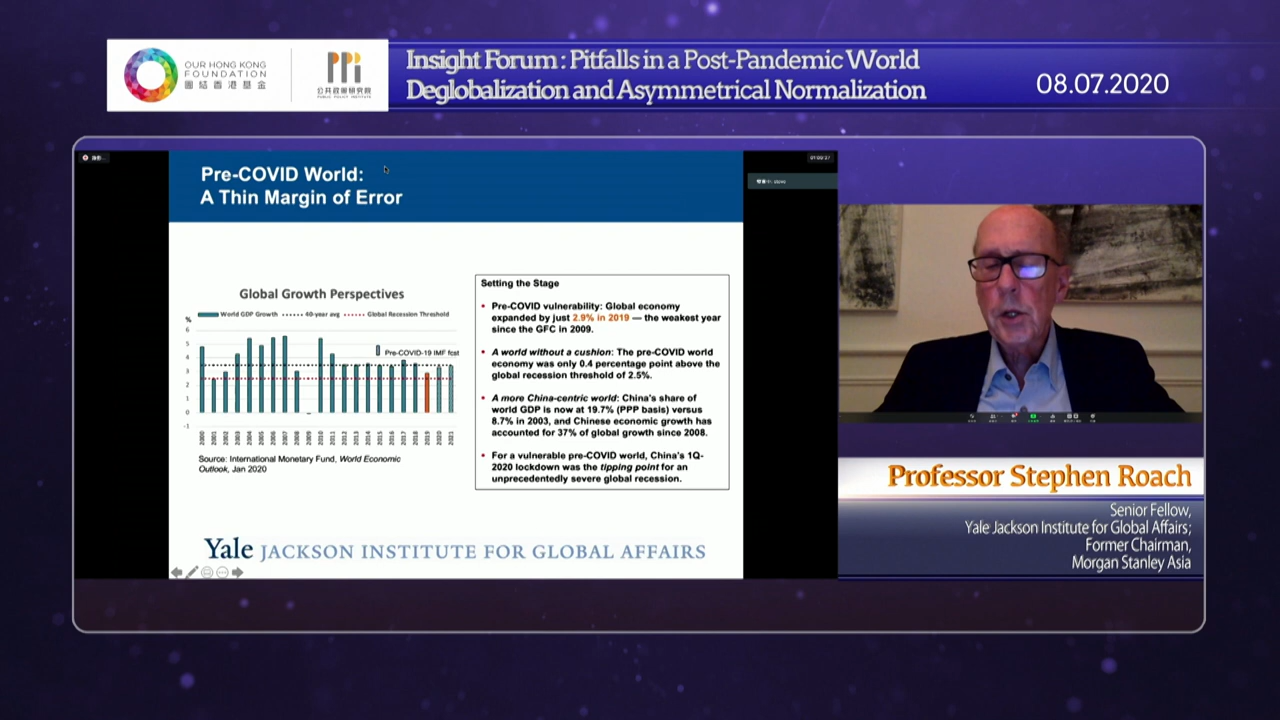 OUR HONG KONG
FOUNDATION
團結香港基金
PPi
公共政策研究院
PUBLIC POLICY INSTITUTE
Insight Forum : Pitfalls in a Post-Pandemic World
Deglobalization and Asymmetrical Normalization
08.07.2020
Pre-COVID World:
A Thin Margin of Error
Global Growth Perspectives
World GDP Growth
40-year avg
Global Recession Threshold
%
6
5
4
3
2
1
0
-1
Pre-COVID-19 IMF fcst
2000 2001 2002 2003 2004 2005 2006 2007 2008 2009 2010 2011 2012 2013 2014 2015 2016 2017 2018 2019 2020 2021
Source: International Monetary Fund, World Economic
Outlook, Jan 2020
Setting the Stage
• Pre-COVID vulnerability: Global economy
expanded by just 2.9% in 2019 — the weakest year
since the GFC in 2009.
• A world without a cushion: The pre-COVID world
economy was only 0.4 percentage point above the
global recession threshold of 2.5%.
• A more China-centric world: China's share of
world GDP is now at 19.7% (PPP basis) versus
8.7% in 2003, and Chinese economic growth has
accounted for 37% of global growth since 2008.
• For a vulnerable pre-COVID world, China's 1Q-
2020 lockdown was the tipping point for an
unprecedentedly severe global recession.
Yale JACKSON INSTITUTE FOR GLOBAL AFFAIRS
Professor Stephen Roach
Senior Fellow,
Yale Jackson Institute for Global Affairs;
Former Chairman,
Morgan Stanley Asia